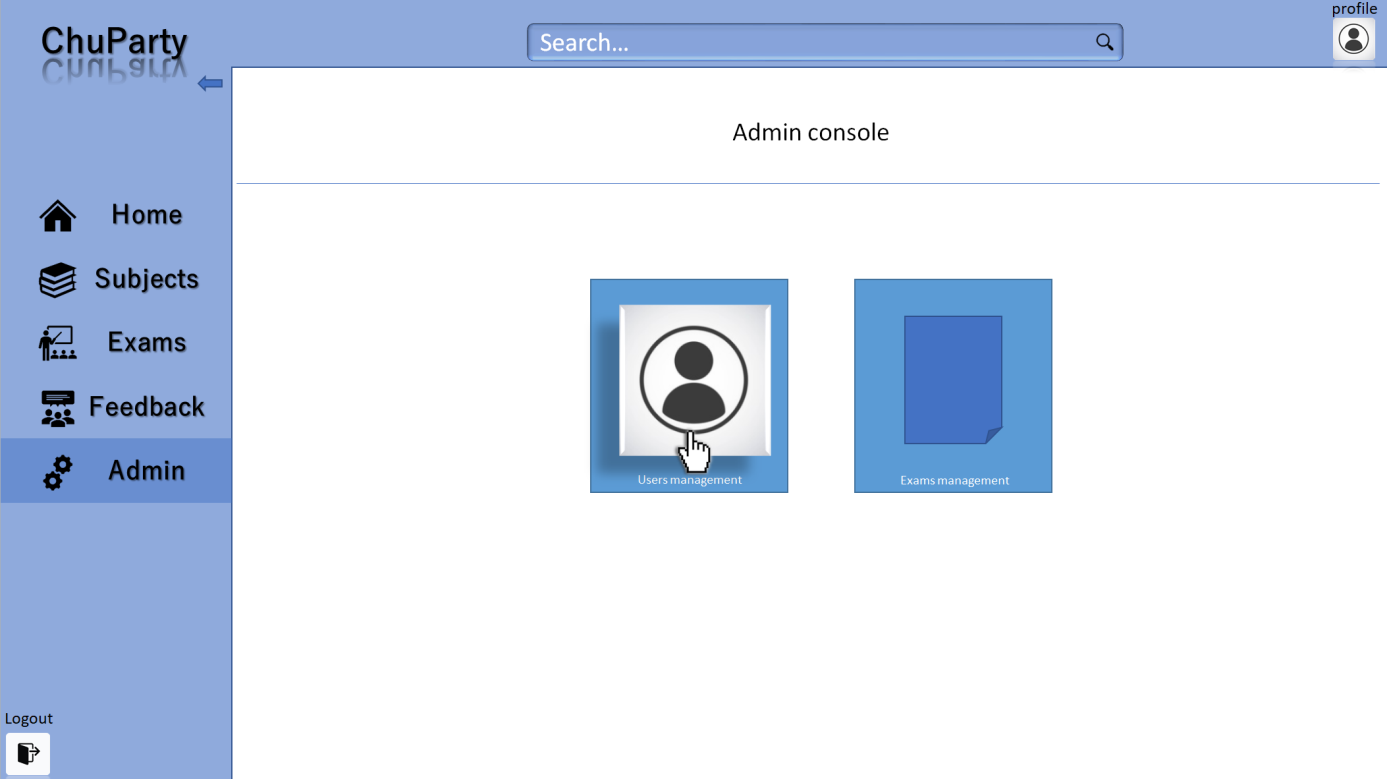 profile
ChuParty
Search...
Admin console
Home
Subjects
Exams
Feedback
Admin
Users management
Exams management
Logout